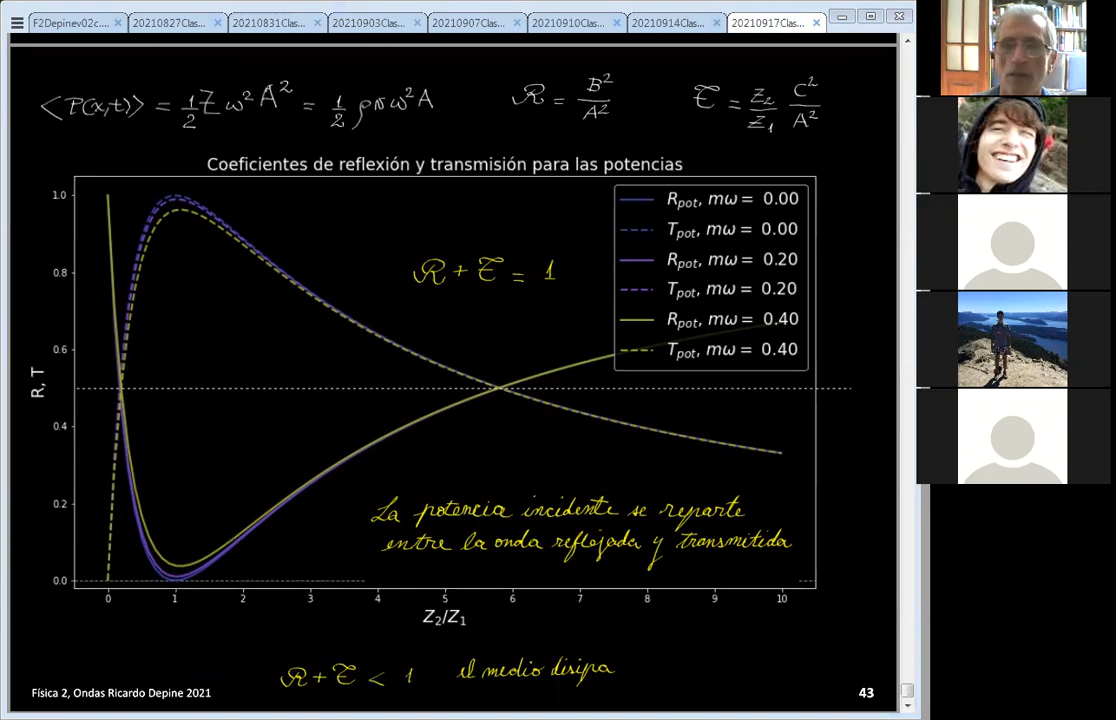 F2Depinev02c.... × 20210827Clas... × 20210831Clas... × 20210903Clas... × 20210907Clas... × 20210910Clas... × 20210914Clas... × 20210917Clas... ×
<P(x,t)> = 1/2 Z ω² A² = 1/2 ρ v ω² A
R = B²/A²
T = Z₂/Z₁ C²/A²
Coeficientes de reflexión y transmisión para las potencias
R_pot, mω = 0.00
T_pot, mω = 0.00
R_pot, mω = 0.20
T_pot, mω = 0.20
R_pot, mω = 0.40
T_pot, mω = 0.40
R + T = 1
1.0
0.8
0.6
0.4
0.2
0.0
R, T
La potencia incidente se reparte
entre la onda reflejada y transmitida
0 1 2 3 4 5 6 7 8 9 10
Z₂/Z₁
R + T < 1 el medio disipa
Física 2, Ondas Ricardo Depine 2021
43